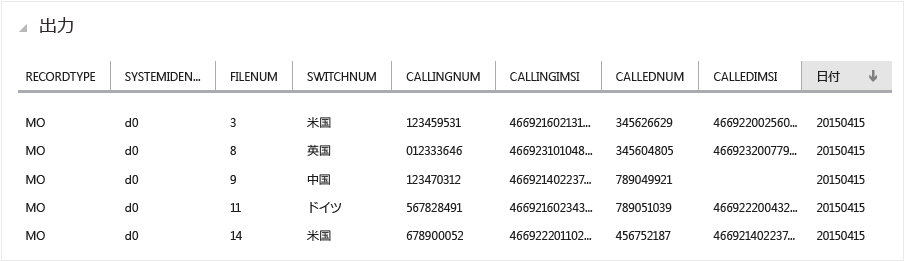 出力
RECORDTYPE SYSTEMIDEN... FILENUM SWITCHNUM CALLINGNUM CALLINGIMSI CALLEDNUM CALLEDIMSI 日付
MO d0 3 米国 123459531 466921602131... 345626629 466922002560... 20150415
MO d0 8 英国 012333646 466923101048... 345604805 466923200779... 20150415
MO d0 9 中国 123470312 466921402237... 789049921 20150415
MO d0 11 ドイツ 567828491 466921602343... 789051039 466922200432... 20150415
MO d0 14 米国 678900052 466922201102... 456752187 466921402237... 20150415